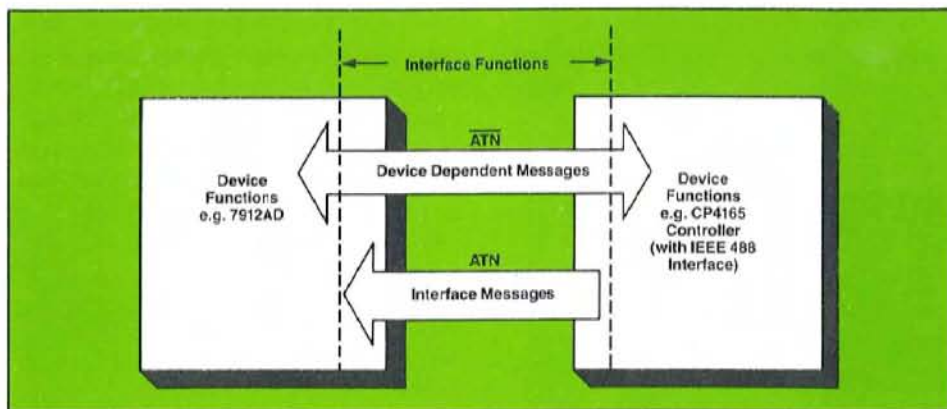 Interface Functions
A̅T̅N̅
Device Dependent Messages
Device
Functions
e.g. 7912AD
Device
Functions
e.g. CP4165
Controller
(with IEEE 488
Interface)
ATN
Interface Messages